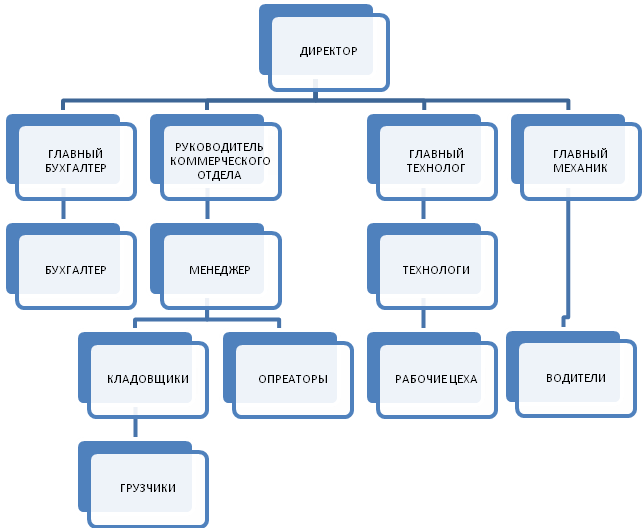 ДИРЕКТОР
ГЛАВНЫЙ
БУХГАЛТЕР
РУКОВОДИТЕЛЬ
КОММЕРЧЕСКОГО
ОТДЕЛА
ГЛАВНЫЙ
ТЕХНОЛОГ
ГЛАВНЫЙ
МЕХАНИК
БУХГАЛТЕР
МЕНЕДЖЕР
ТЕХНОЛОГИ
КЛАДОВЩИКИ
ОПРЕАТОРЫ
РАБОЧИЕ ЦЕХА
ВОДИТЕЛИ
ГРУЗЧИКИ